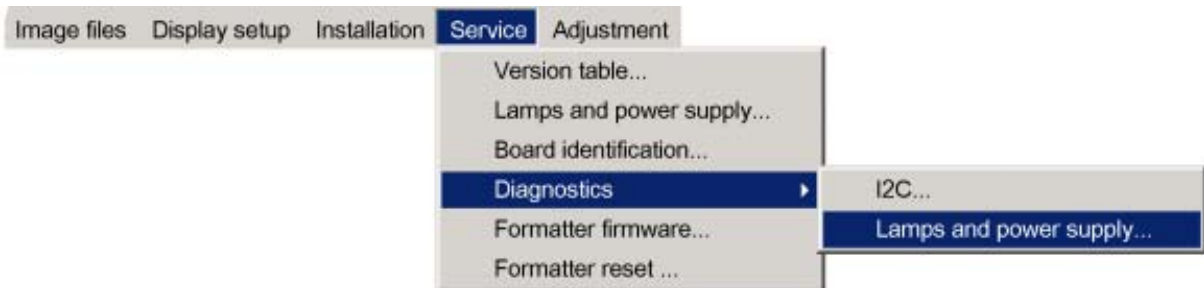 Image files Display setup Installation Service Adjustment
Version table...
Lamps and power supply...
Board identification...
Diagnostics
I2C...
Formatter firmware...
Lamps and power supply...
Formatter reset ...